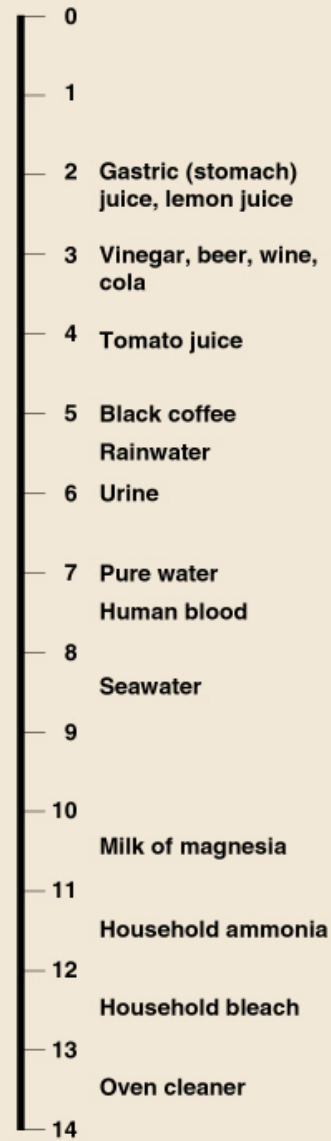 0
1
2 Gastric (stomach)
juice, lemon juice
3 Vinegar, beer, wine,
cola
4 Tomato juice
5 Black coffee
Rainwater
6 Urine
7 Pure water
Human blood
8
Seawater
9
10
Milk of magnesia
11
Household ammonia
12
Household bleach
13
Oven cleaner
14